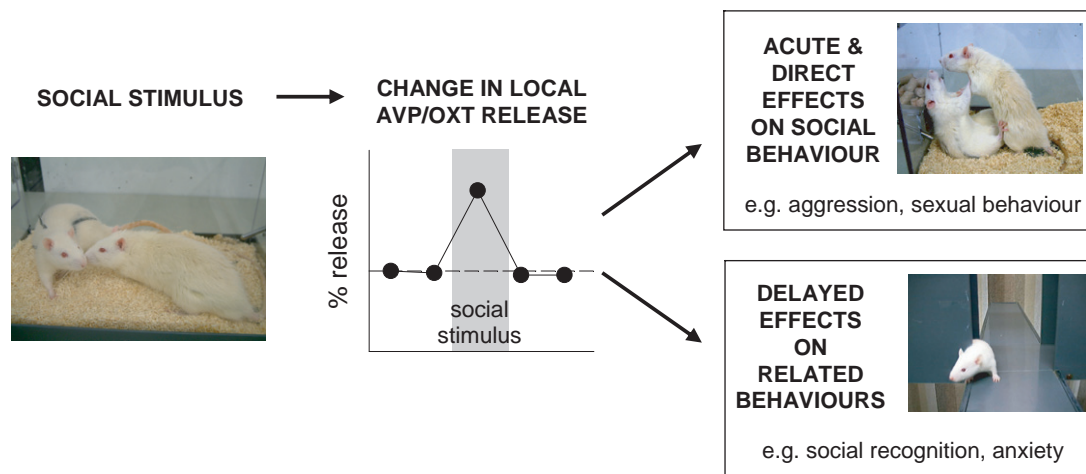 SOCIAL STIMULUS
CHANGE IN LOCAL
AVP/OXT RELEASE
% release
social
stimulus
ACUTE &
DIRECT
EFFECTS
ON SOCIAL
BEHAVIOUR
e.g. aggression, sexual behaviour
DELAYED
EFFECTS
ON
RELATED
BEHAVIOURS
e.g. social recognition, anxiety